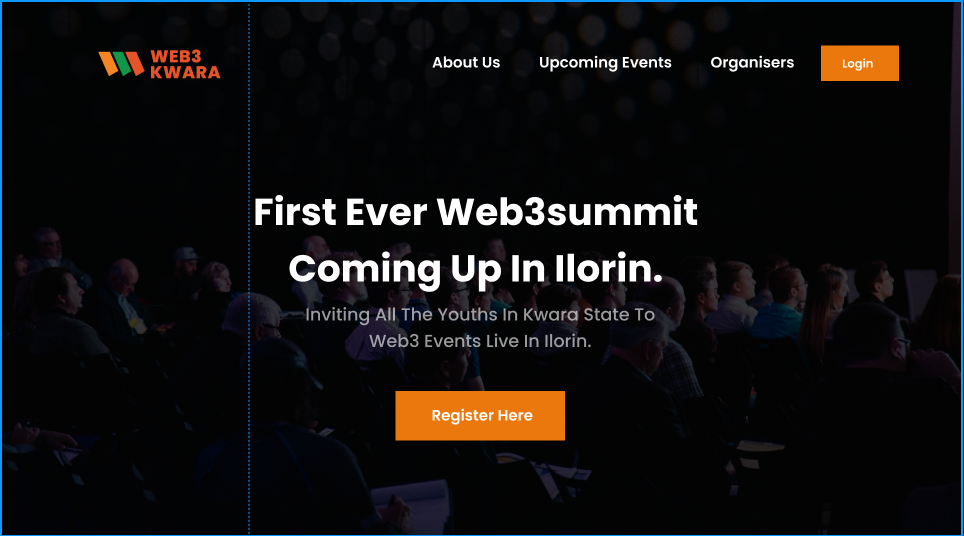 WEB3
KWARA
About Us
Upcoming Events
Organisers
Login
First Ever Web3summit
Coming Up In Ilorin.
Inviting All The Youths In Kwara State To
Web3 Events Live In Ilorin.
Register Here